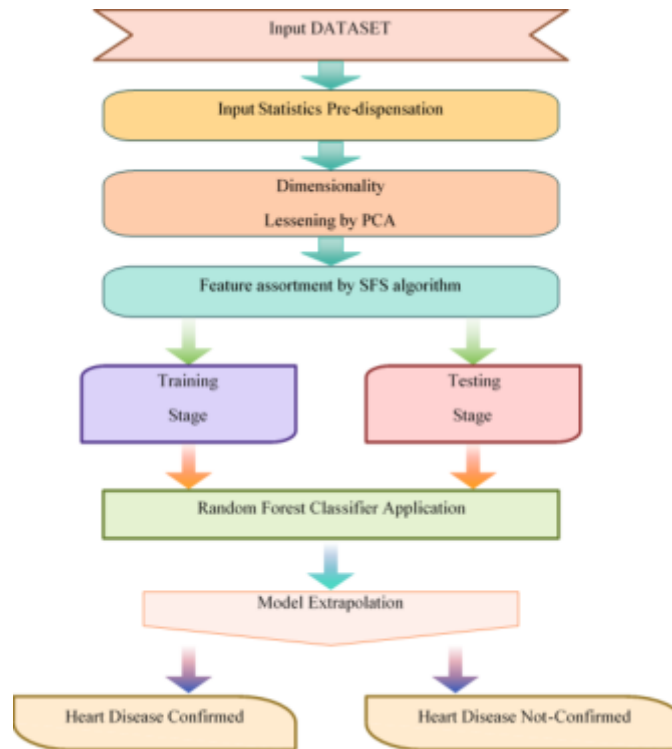 Input DATASET
Input Statistics Pre-dispensation
Dimensionality
Lessening by PCA
Feature assortment by SFS algorithm
Training
Stage
Testing
Stage
Random Forest Classifier Application
Model Extrapolation
Heart Disease Confirmed
Heart Disease Not-Confirmed